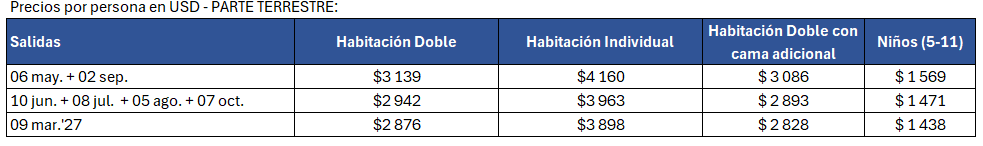 Precios por persona en USD - PARTE TERRESTRE:
Salidas Habitación Doble Habitación Individual Habitación Doble con cama adicional Niños (5-11)
06 may. + 02 sep. $3 139 $4 160 $ 3 086 $ 1 569
10 jun. + 08 jul. + 05 ago. + 07 oct. $2 942 $3 963 $ 2 893 $ 1 471
09 mar.'27 $2 876 $3 898 $ 2 828 $ 1 438